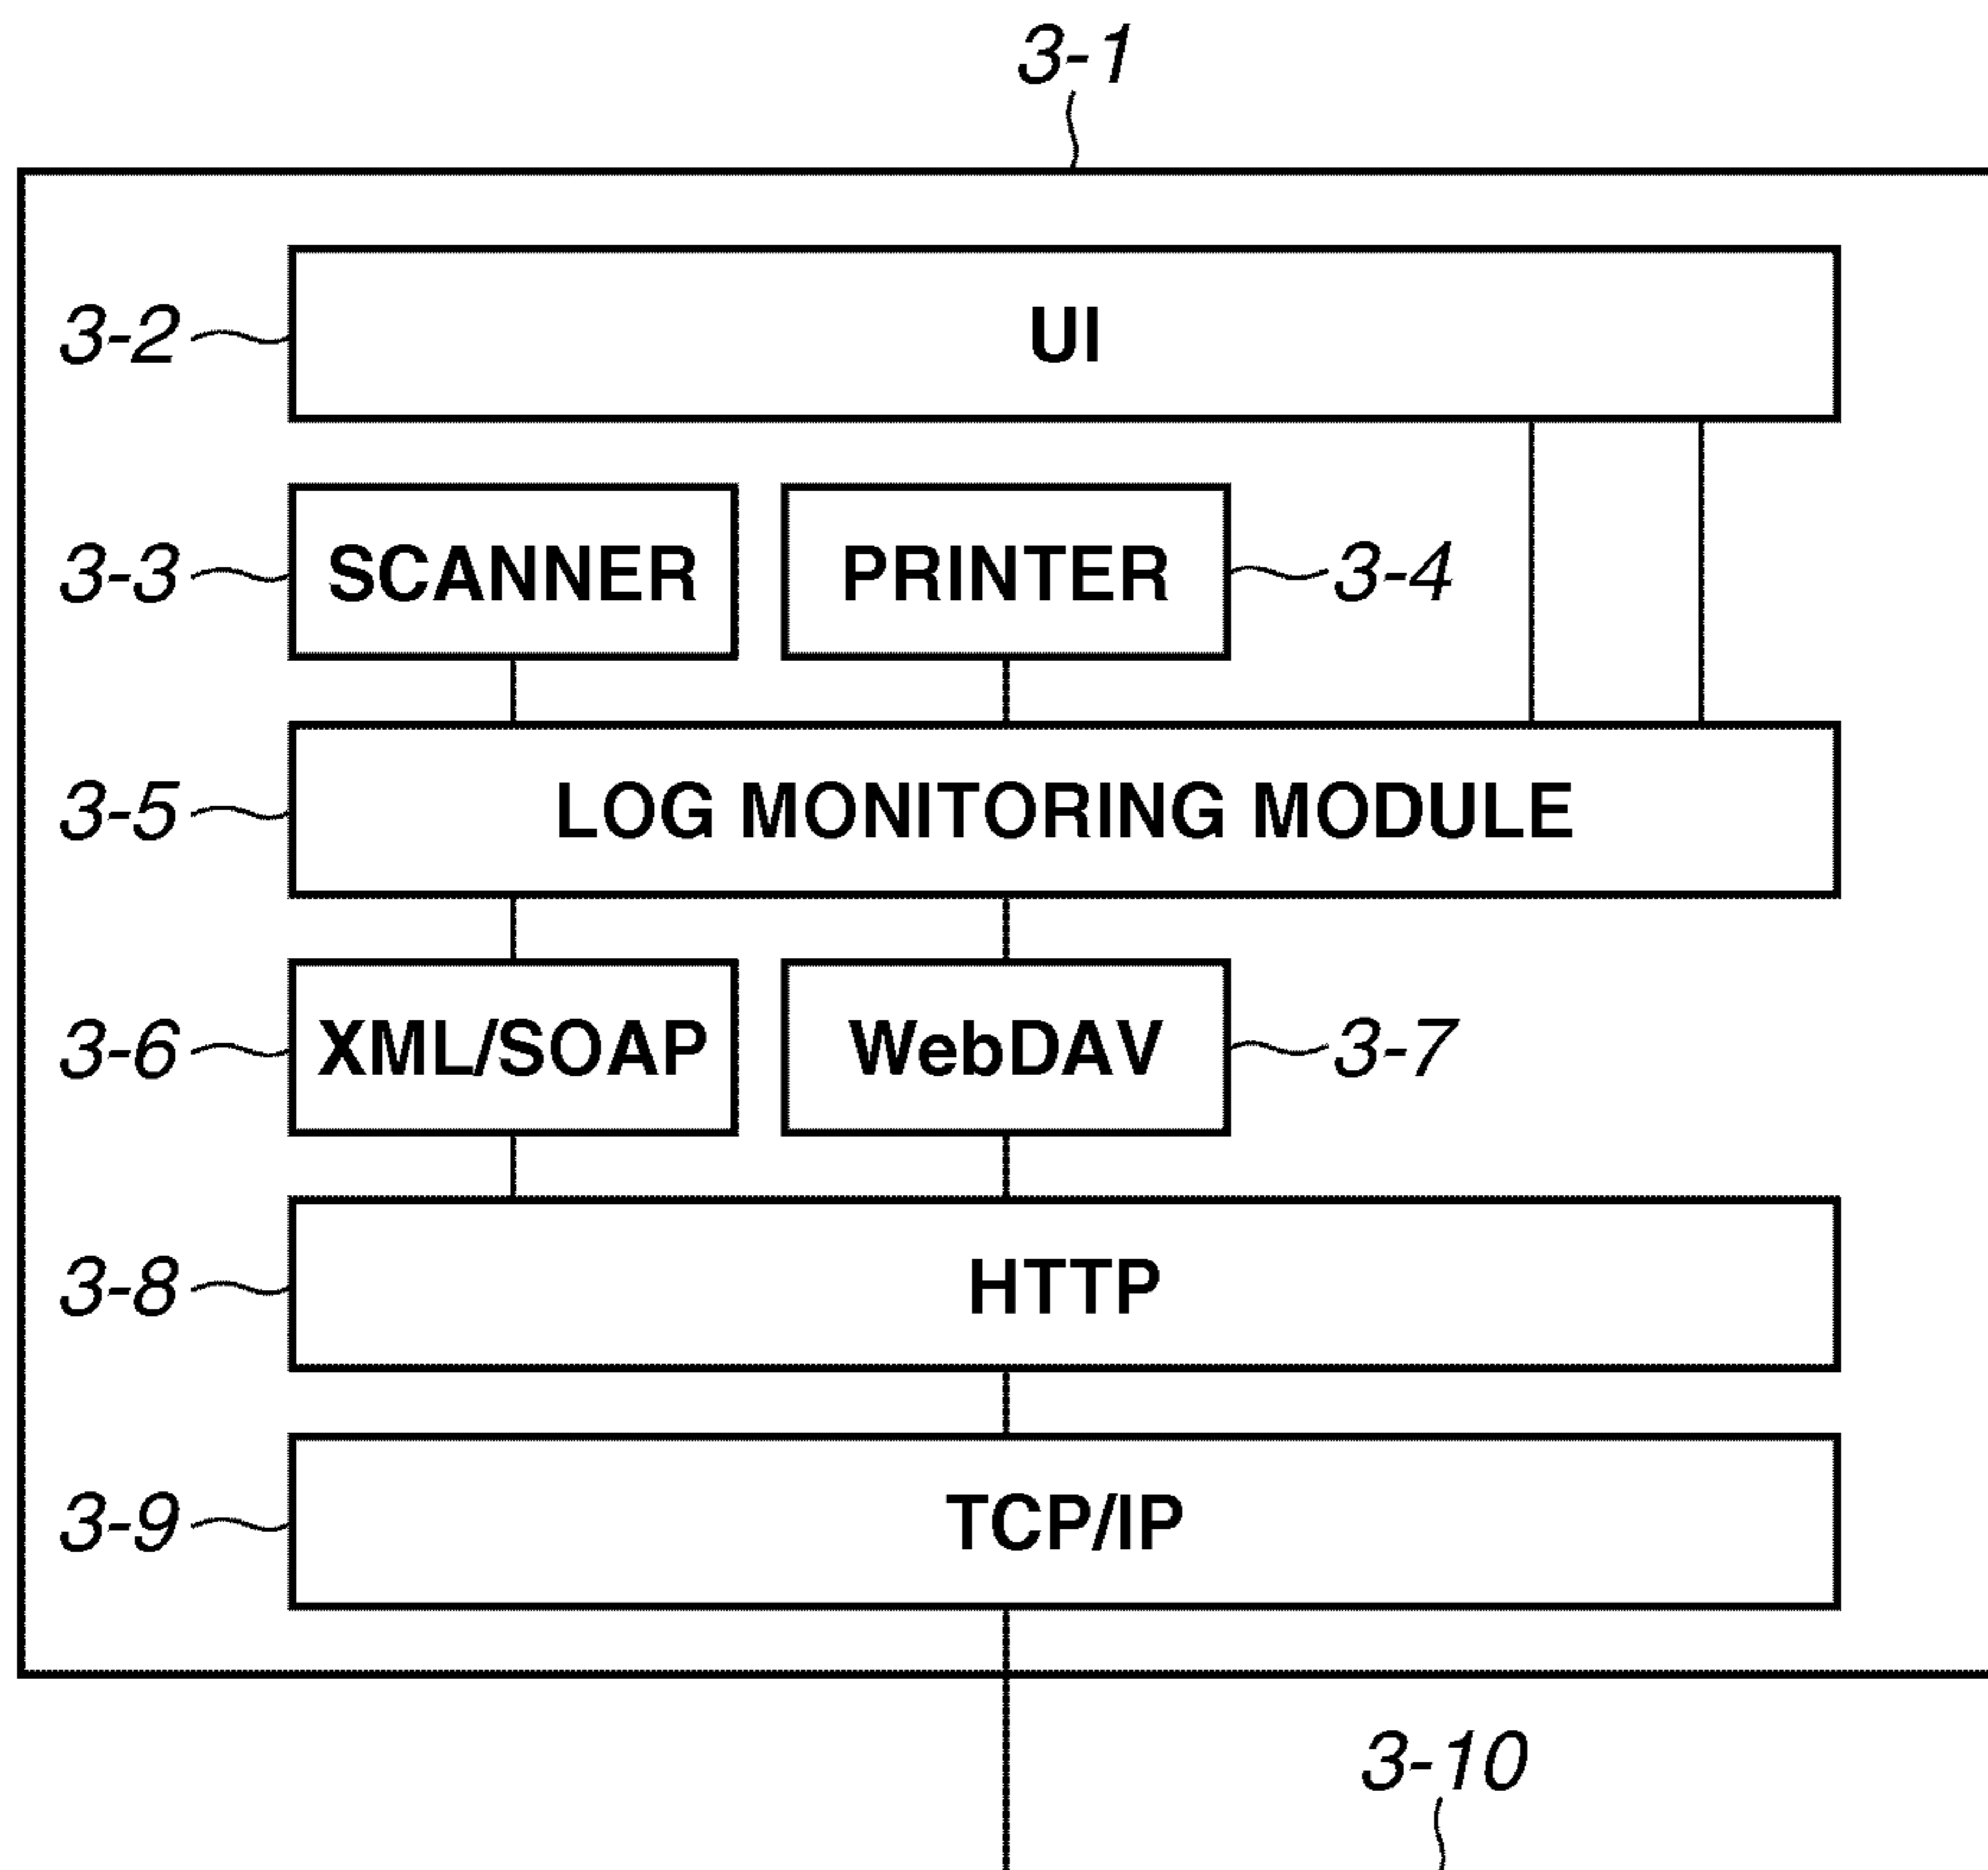 3-1
3-2 UI
3-3 SCANNER PRINTER 3-4
3-5 LOG MONITORING MODULE
3-6 XML/SOAP WebDAV 3-7
3-8 HTTP
3-9 TCP/IP
3-10